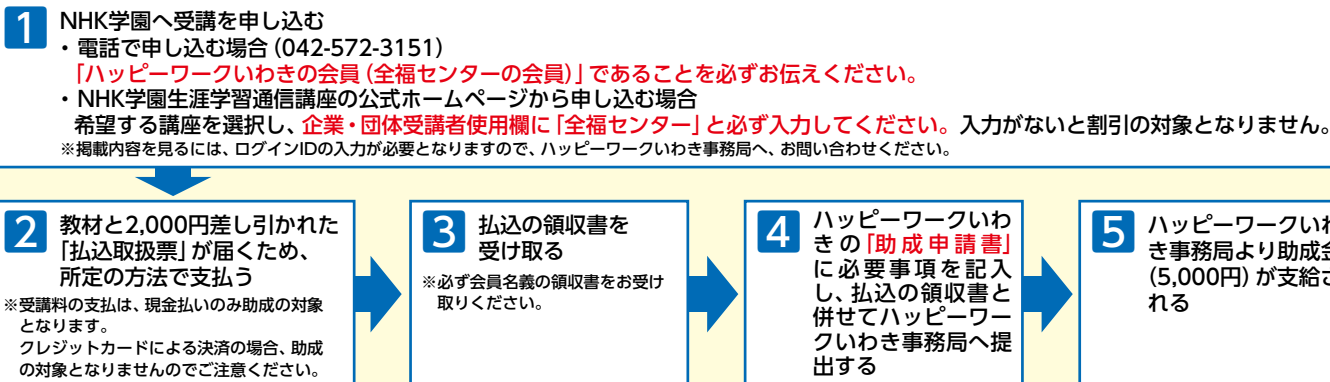 1 NHK学園へ受講を申し込む
・電話で申し込む場合(042-572-3151)
「ハッピーワークいわきの会員(全福センターの会員)」であることを必ずお伝えください。
・NHK学園生涯学習通信講座の公式ホームページから申し込む場合
希望する講座を選択し、企業・団体受講者使用欄に「全福センター」と必ず入力してください。入力がないと割引の対象となりません。
※掲載内容を見るには、ログインIDの入力が必要となりますので、ハッピーワークいわき事務局へ、お問い合わせください。
2 教材と2,000円差し引かれた
「払込取扱票」が届くため、
所定の方法で支払う
※受講料の支払は、現金払いのみ助成の対象
となります。
クレジットカードによる決済の場合、助成
の対象となりませんのでご注意ください。
3 払込の領収書を
受け取る
※必ず会員名義の領収書をお受け
取りください。
4 ハッピーワークいわ
きの「助成申請書」
に必要事項を記入
し、払込の領収書と
併せてハッピーワー
クいわき事務局へ提
出する
5 ハッピーワークいわ
き事務局より助成金
(5,000円)が支給さ
れる